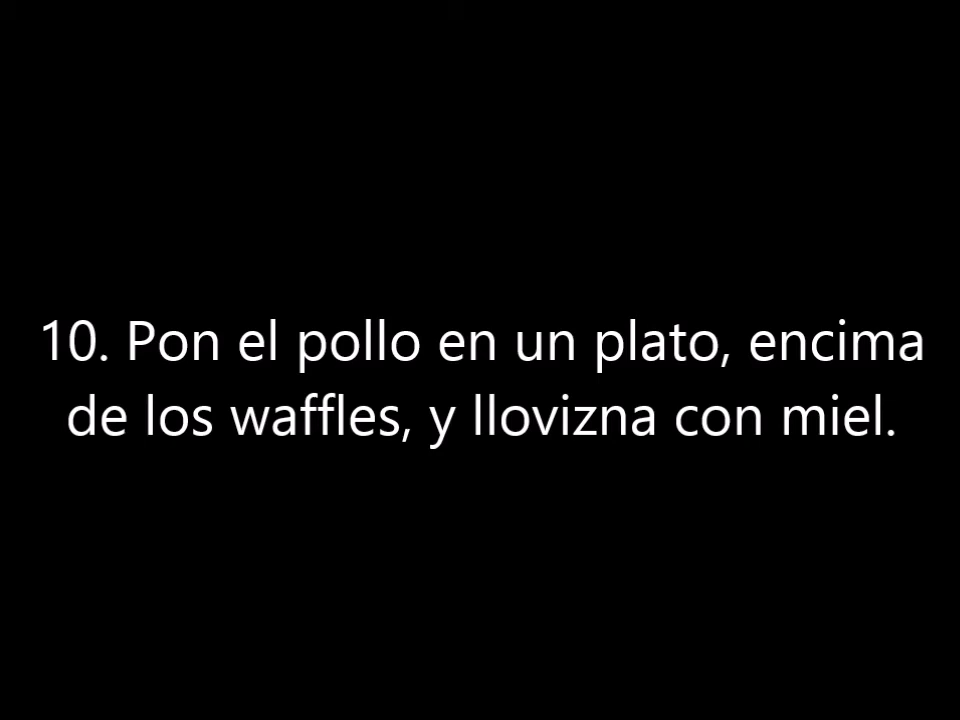 10. Pon el pollo en un plato, encima
de los waffles, y llovizna con miel.